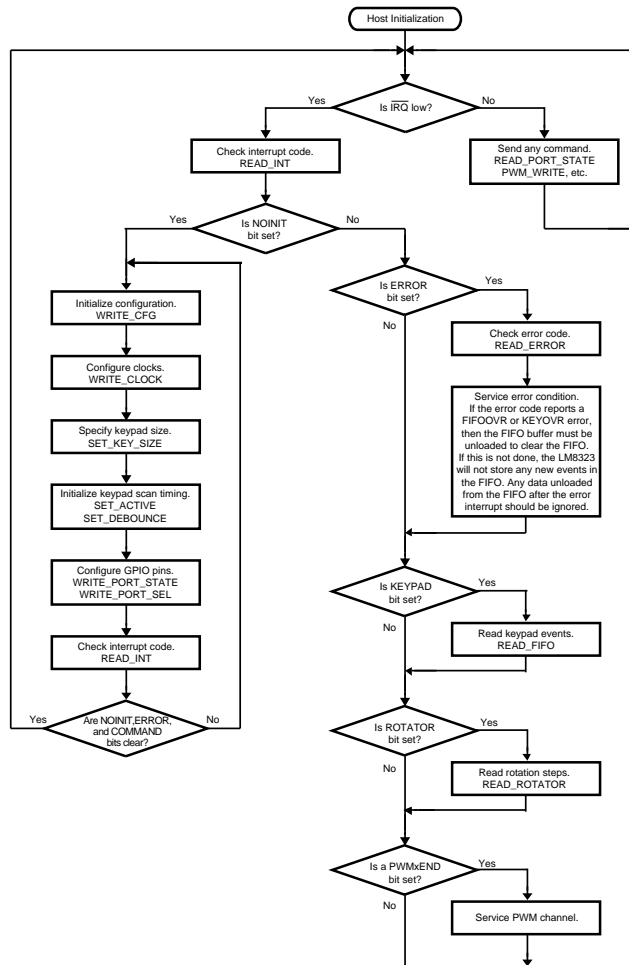 Host Initialization
Is IRQ low?
Yes
No
Check interrupt code.
READ_INT
Send any command.
READ_PORT_STATE
PWM_WRITE, etc.
Is NOINIT
bit set?
Yes
No
Initialize configuration.
WRITE_CFG
Configure clocks.
WRITE_CLOCK
Specify keypad size.
SET_KEY_SIZE
Initialize keypad scan timing.
SET_ACTIVE
SET_DEBOUNCE
Configure GPIO pins.
WRITE_PORT_STATE
WRITE_PORT_SEL
Check interrupt code.
READ_INT
Are NOINIT,ERROR,
and COMMAND
bits clear?
Yes
No
Is ERROR
bit set?
Yes
No
Check error code.
READ_ERROR
Service error condition.
If the error code reports a
FIFOOVR or KEYOVR error,
then the FIFO buffer must be
unloaded to clear the FIFO.
If this is not done, the LM8323
will not store any new events in
the FIFO. Any data unloaded
from the FIFO after the error
interrupt should be ignored.
Is KEYPAD
bit set?
Yes
No
Read keypad events.
READ_FIFO
Is ROTATOR
bit set?
Yes
No
Read rotation steps.
READ_ROTATOR
Is a PWMxEND
bit set?
Yes
No
Service PWM channel.